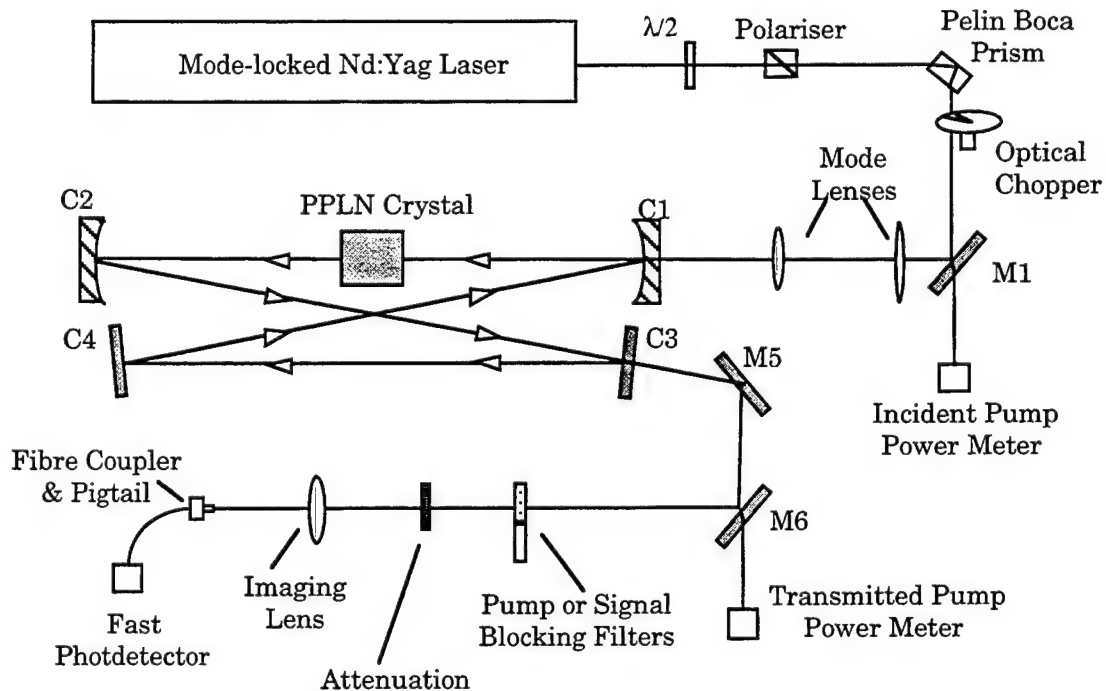 Mode-locked Nd:Yag Laser
λ/2
Polariser
Pelin Boca
Prism
Optical
Chopper
Mode
Lenses
C2
PPLN Crystal
C1
M1
C4
C3
M5
Incident Pump
Power Meter
Fibre Coupler
& Pigtail
M6
Imaging
Lens
Pump or Signal
Blocking Filters
Transmitted Pump
Power Meter
Fast
Photdetector
Attenuation